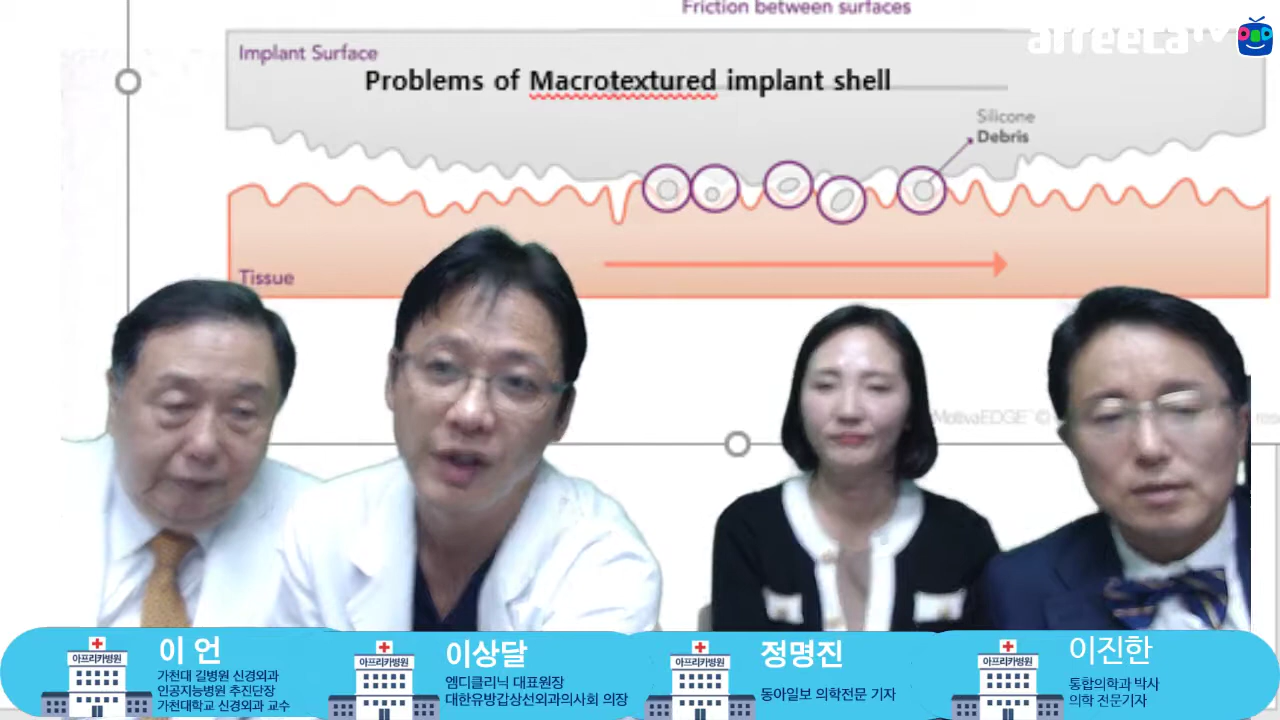 Friction between surfaces
afreecaTV
Implant Surface
Problems of Macrotextured implant shell
Silicone
Debris
Tissue
MotivaEDGE™ ©
아프리카병원
이 언
가천대 길병원 신경외과
인공지능병원 추진단장
가천대학교 신경외과 교수
아프리카병원
이상달
엠디클리닉 대표원장
대한유방갑상선외과의사회 의장
아프리카병원
정명진
동아일보 의학전문 기자
아프리카병원
이진한
통합의학과 박사
의학 전문기자